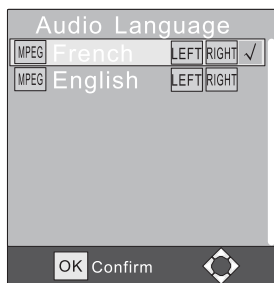 Audio Language
MPEG French LEFT RIGHT √
MPEG English LEFT RIGHT
OK Confirm